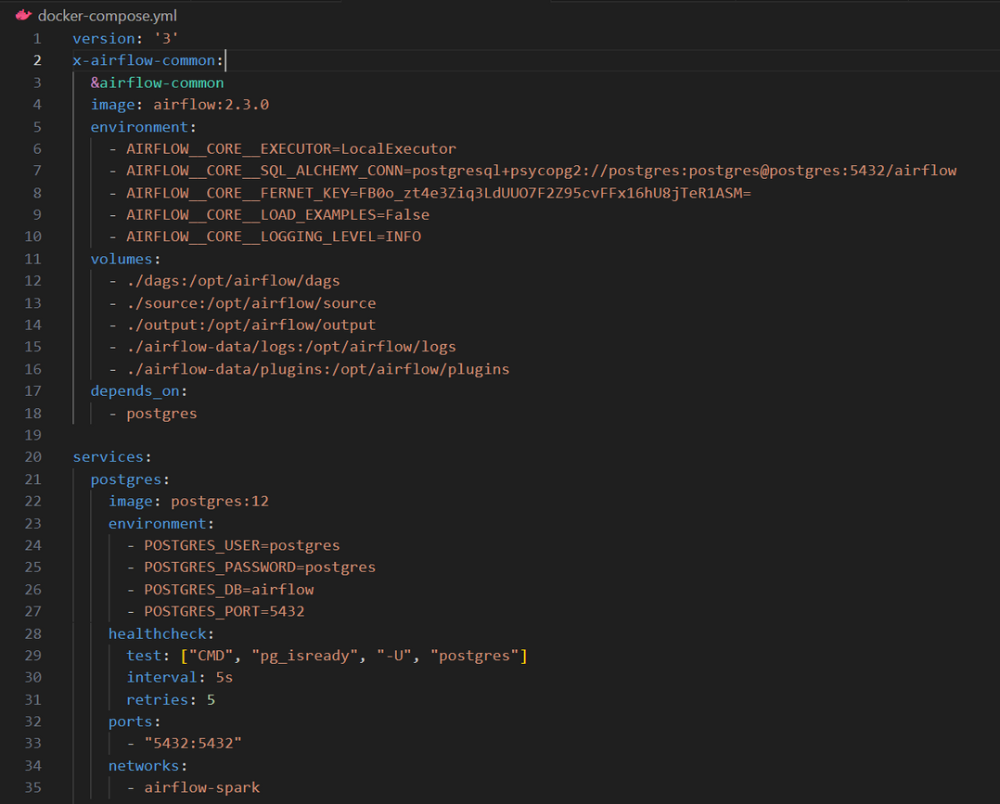 docker-compose.yml
1 version: '3'
2 x-airflow-common:
3   &airflow-common
4   image: airflow:2.3.0
5   environment:
6     - AIRFLOW__CORE__EXECUTOR=LocalExecutor
7     - AIRFLOW__CORE__SQL_ALCHEMY_CONN=postgresql+psycopg2://postgres:postgres@postgres:5432/airflow
8     - AIRFLOW__CORE__FERNET_KEY=FB0o_zt4e3Ziq3LdUUO7F2Z95cvFFx16hU8jTeR1ASM=
9     - AIRFLOW__CORE__LOAD_EXAMPLES=False
10     - AIRFLOW__CORE__LOGGING_LEVEL=INFO
11   volumes:
12     - ./dags:/opt/airflow/dags
13     - ./source:/opt/airflow/source
14     - ./output:/opt/airflow/output
15     - ./airflow-data/logs:/opt/airflow/logs
16     - ./airflow-data/plugins:/opt/airflow/plugins
17   depends_on:
18     - postgres
19
20 services:
21   postgres:
22     image: postgres:12
23     environment:
24       - POSTGRES_USER=postgres
25       - POSTGRES_PASSWORD=postgres
26       - POSTGRES_DB=airflow
27       - POSTGRES_PORT=5432
28     healthcheck:
29       test: ["CMD", "pg_isready", "-U", "postgres"]
30       interval: 5s
31       retries: 5
32     ports:
33       - "5432:5432"
34     networks:
35       - airflow-spark